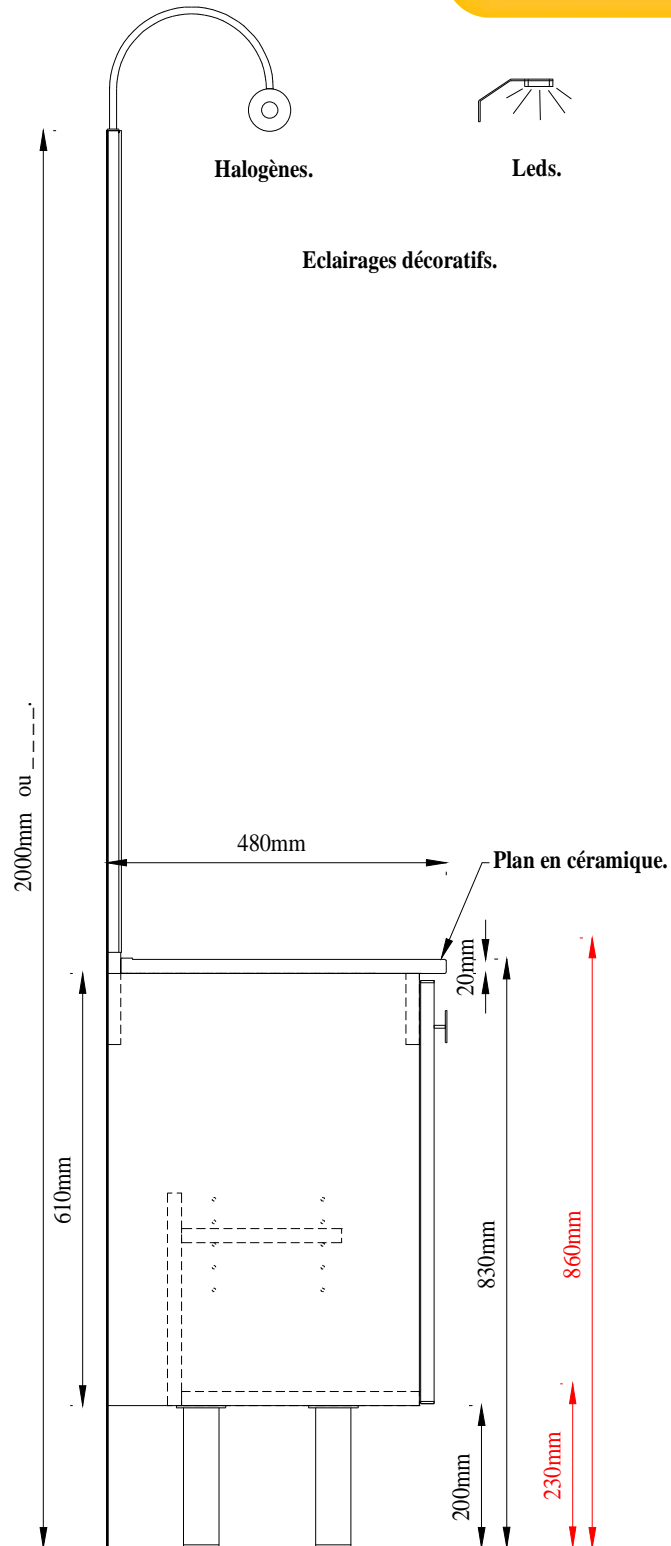 Halogènes.
Leds.
Eclairages décoratifs.
2000mm ou _ _ _ _ _.
480mm
Plan en céramique.
20mm
610mm
830mm
860mm
200mm
230mm